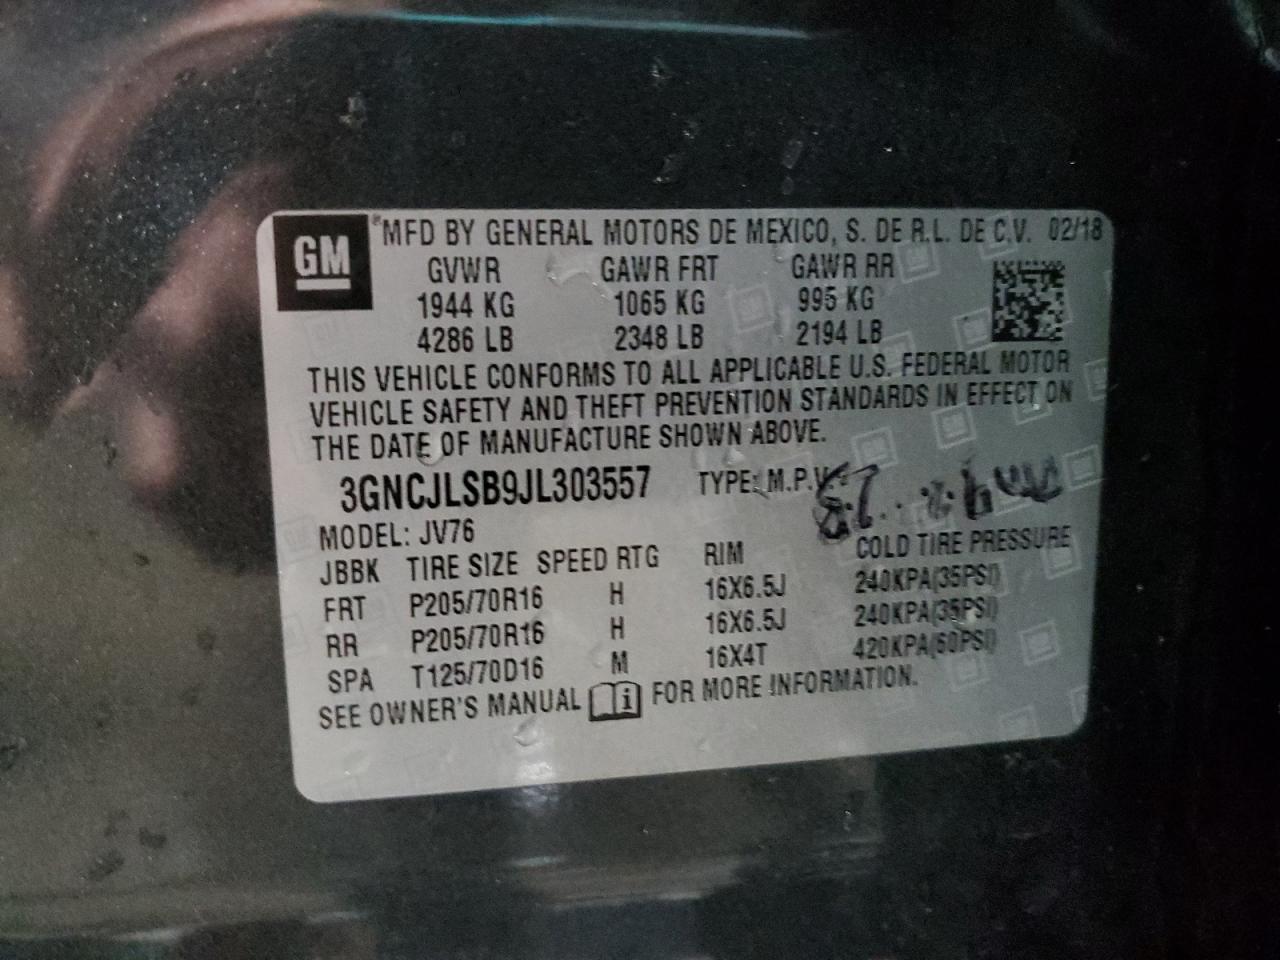 GM
MFD BY GENERAL MOTORS DE MEXICO, S. DE R.L. DE C.V. 02/18
GVWR GAWR FRT GAWR RR
1944 KG 1065 KG 995 KG
4286 LB 2348 LB 2194 LB
THIS VEHICLE CONFORMS TO ALL APPLICABLE U.S. FEDERAL MOTOR
VEHICLE SAFETY AND THEFT PREVENTION STANDARDS IN EFFECT ON
THE DATE OF MANUFACTURE SHOWN ABOVE.
3GNCJLSB9JL303557 TYPE: M.P.V.
MODEL: JV76
JBBK TIRE SIZE SPEED RTG RIM COLD TIRE PRESSURE
FRT P205/70R16 H 16X6.5J 240KPA(35PSI)
RR P205/70R16 H 16X6.5J 240KPA(35PSI)
SPA T125/70D16 M 16X4T 420KPA(60PSI)
SEE OWNER'S MANUAL i FOR MORE INFORMATION.